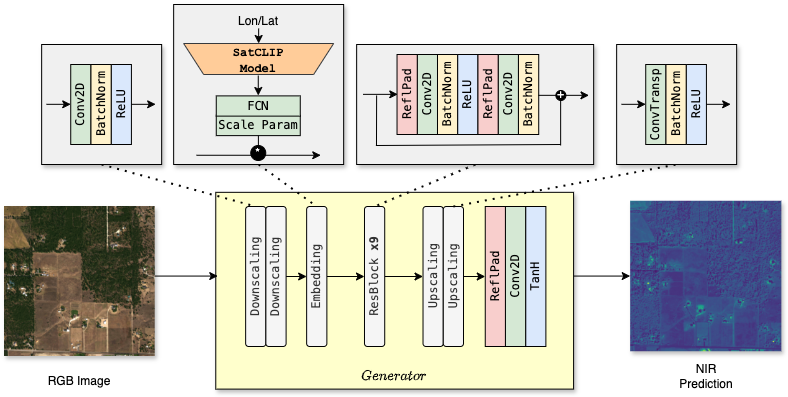 Lon/Lat
SatCLIP
Model
FCN
Scale Param
*
Conv2D
BatchNorm
ReLU
ReflPad
Conv2D
BatchNorm
ReLU
ReflPad
Conv2D
BatchNorm
+
ConvTransp
BatchNorm
ReLU
Downscaling
Downscaling
Embedding
ResBlock x9
Upscaling
Upscaling
ReflPad
Conv2D
TanH
Generator
RGB Image
NIR
Prediction